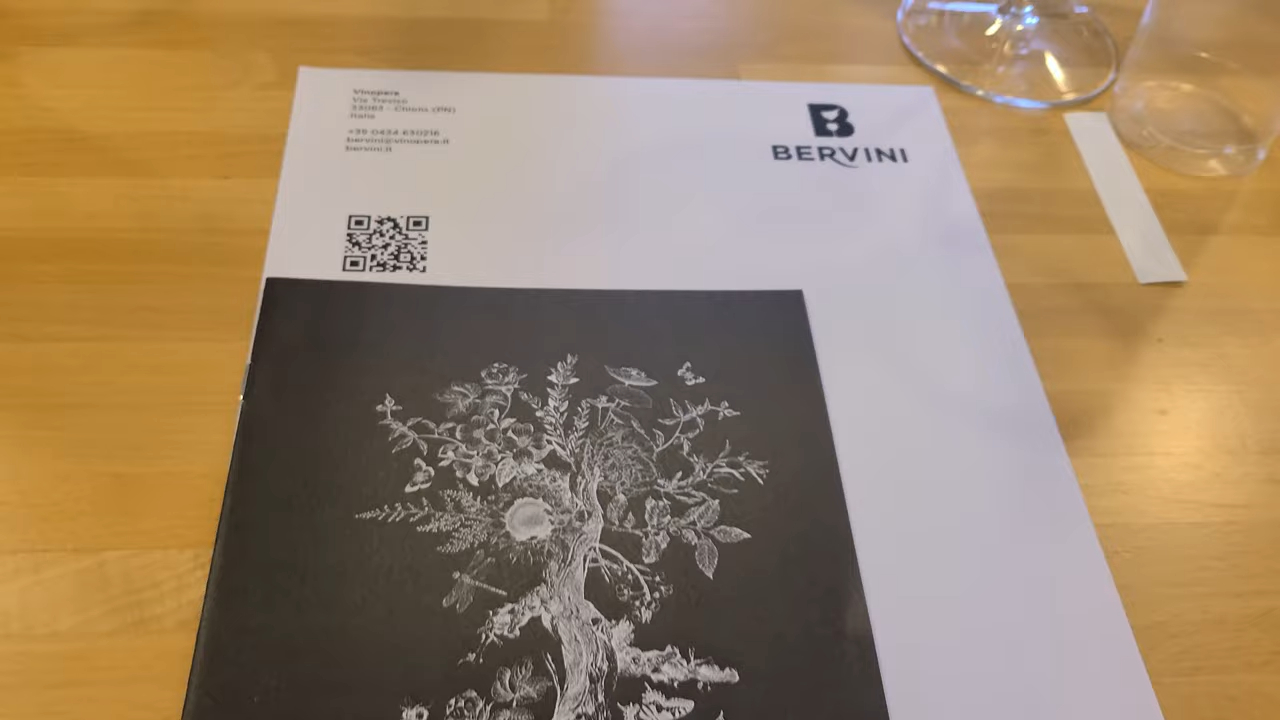 Vinopera
Via Treviso
33083 - Chions (PN)
Italia
+39 0434 630216
bervini@vinopera.it
bervini.it
B
BERVINI